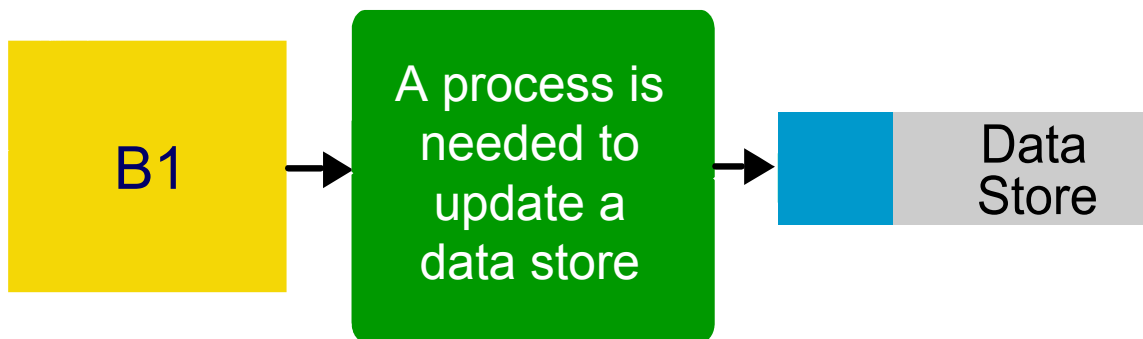 B1
A process is
needed to
update a
data store
Data
Store